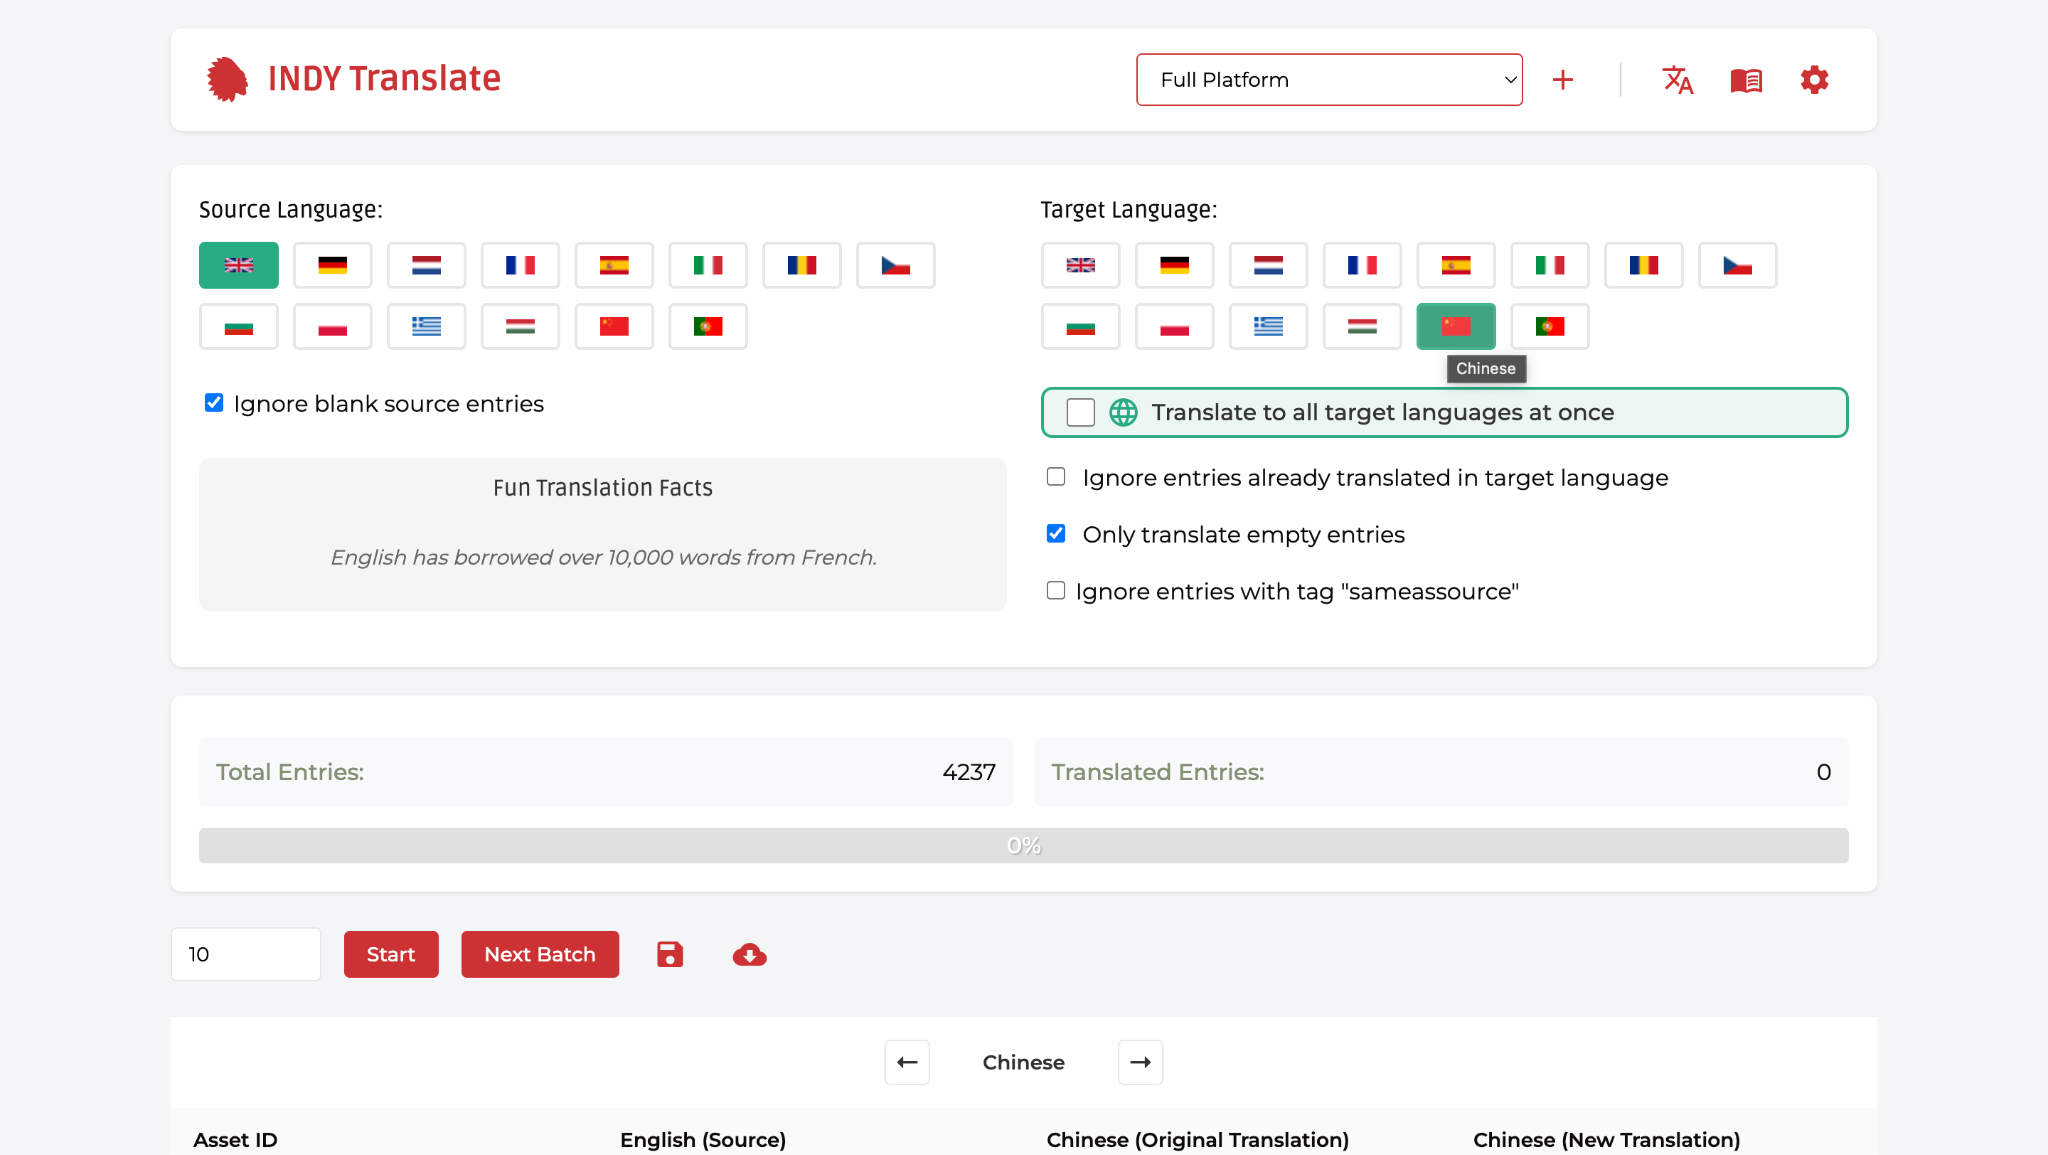 INDY Translate
Full Platform
Source Language:
Target Language:
Chinese
Ignore blank source entries
Translate to all target languages at once
Ignore entries already translated in target language
Fun Translation Facts
Only translate empty entries
English has borrowed over 10,000 words from French.
Ignore entries with tag "sameassource"
Total Entries: 4237
Translated Entries: 0
0%
10
Start
Next Batch
Chinese
Asset ID
English (Source)
Chinese (Original Translation)
Chinese (New Translation)